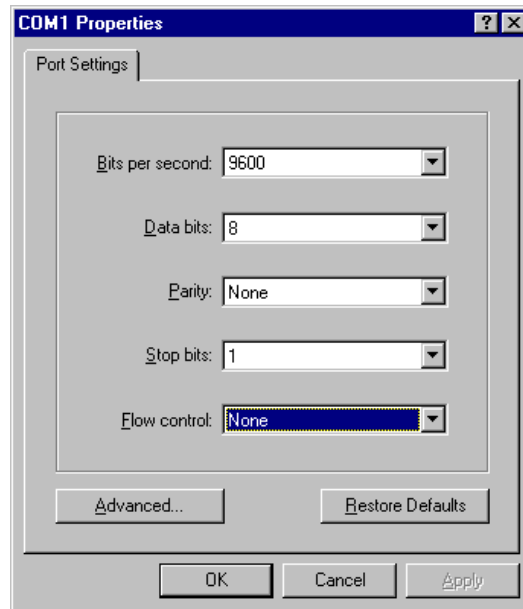 COM1 Properties
Port Settings
Bits per second: 9600
Data bits: 8
Parity: None
Stop bits: 1
Flow control: None
Advanced... Restore Defaults
OK Cancel Apply